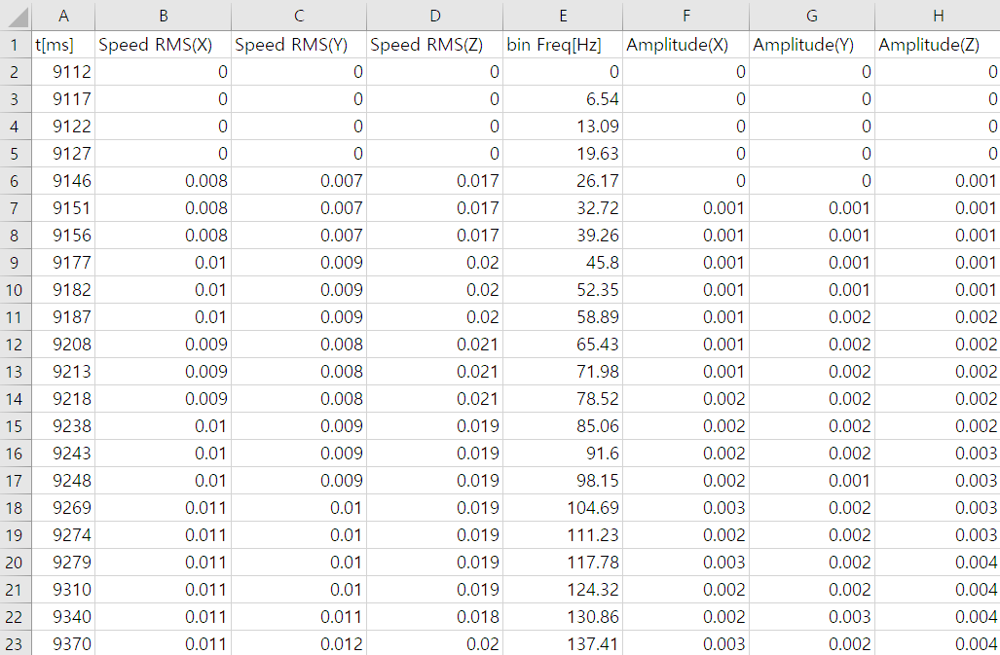 A B C D E F G H
1 t[ms] Speed RMS(X) Speed RMS(Y) Speed RMS(Z) bin Freq[Hz] Amplitude(X) Amplitude(Y) Amplitude(Z)
2 9112 0 0 0 0 0 0 0
3 9117 0 0 0 6.54 0 0 0
4 9122 0 0 0 13.09 0 0 0
5 9127 0 0 0 19.63 0 0 0
6 9146 0.008 0.007 0.017 26.17 0 0 0.001
7 9151 0.008 0.007 0.017 32.72 0.001 0.001 0.001
8 9156 0.008 0.007 0.017 39.26 0.001 0.001 0.001
9 9177 0.01 0.009 0.02 45.8 0.001 0.001 0.001
10 9182 0.01 0.009 0.02 52.35 0.001 0.001 0.001
11 9187 0.01 0.009 0.02 58.89 0.001 0.002 0.002
12 9208 0.009 0.008 0.021 65.43 0.001 0.002 0.002
13 9213 0.009 0.008 0.021 71.98 0.001 0.002 0.002
14 9218 0.009 0.008 0.021 78.52 0.002 0.002 0.002
15 9238 0.01 0.009 0.019 85.06 0.002 0.002 0.002
16 9243 0.01 0.009 0.019 91.6 0.002 0.002 0.003
17 9248 0.01 0.009 0.019 98.15 0.002 0.001 0.003
18 9269 0.011 0.01 0.019 104.69 0.003 0.002 0.003
19 9274 0.011 0.01 0.019 111.23 0.002 0.002 0.003
20 9279 0.011 0.01 0.019 117.78 0.003 0.002 0.004
21 9310 0.011 0.01 0.019 124.32 0.002 0.002 0.004
22 9340 0.011 0.011 0.018 130.86 0.002 0.003 0.004
23 9370 0.011 0.012 0.02 137.41 0.003 0.002 0.004